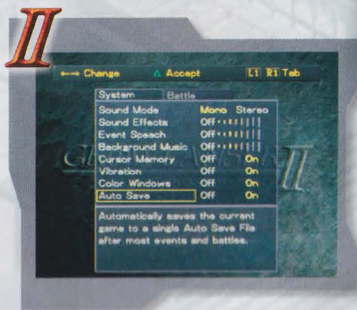 II
←→ Change △ Accept L1 R1 Tab
System Battle
Sound Mode Mono Stereo
Sound Effects Off
Event Speech Off
Background Music Off
Cursor Memory Off On
Vibration Off On
Color Windows Off On
Auto Save Off On
Automatically saves the current
game to a single Auto Save File
after most events and battles.
II